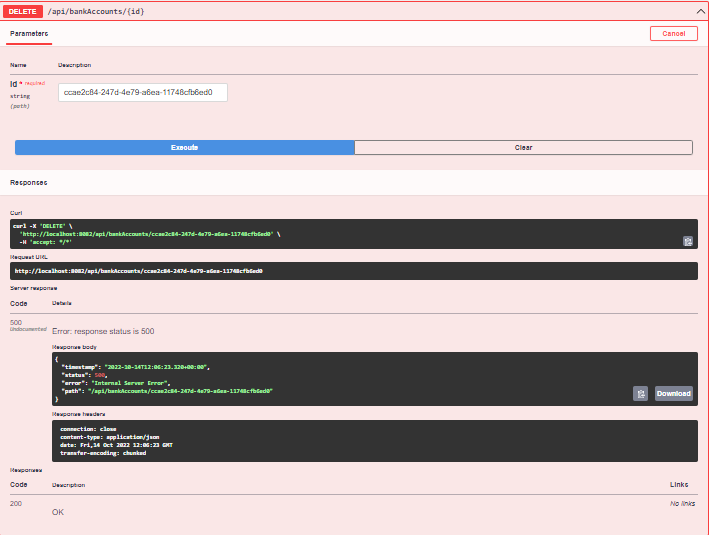 DELETE /api/bankAccounts/{id}
Parameters
Cancel
Name Description
id * required
string
(path)
ccae2c84-247d-4e79-a6ea-11748cfb6ed0
Execute Clear
Responses
Curl
curl -X 'DELETE' \
'http://localhost:8082/api/bankAccounts/ccae2c84-247d-4e79-a6ea-11748cfb6ed0' \
-H 'accept: */*'
Request URL
http://localhost:8082/api/bankAccounts/ccae2c84-247d-4e79-a6ea-11748cfb6ed0
Server response
Code Details
500
Undocumented
Error: response status is 500
Response body
{
"timestamp": "2022-10-14T12:06:23.320+00:00",
"status": 500,
"error": "Internal Server Error",
"path": "/api/bankAccounts/ccae2c84-247d-4e79-a6ea-11748cfb6ed0"
}
Download
Response headers
connection: close
content-type: application/json
date: Fri,14 Oct 2022 12:06:23 GMT
transfer-encoding: chunked
Responses
Code Description Links
200 No links
OK